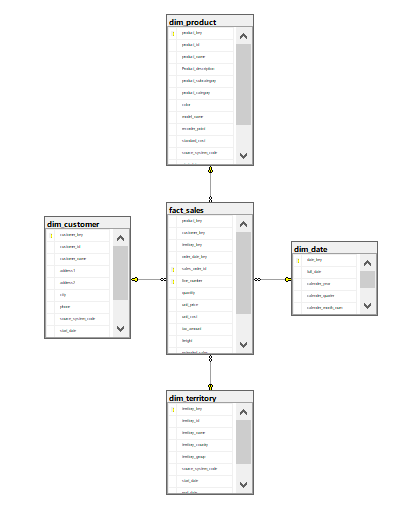 dim_product
product_key
product_id
product_name
Product_description
product_subcategory
product_category
color
model_name
reorder_point
standard_cost
source_system_code
fact_sales
product_key
customer_key
territory_key
order_date_key
sales_order_id
line_number
quantity
unit_price
unit_cost
tax_amount
freight
extended_sales
dim_customer
customer_key
customer_id
customer_name
address1
address2
city
phone
source_system_code
start_date
dim_date
date_key
full_date
calendar_year
calendar_quarter
calendar_month_num
dim_territory
territory_key
territory_id
territory_name
territory_country
territory_group
source_system_code
start_date
end_date